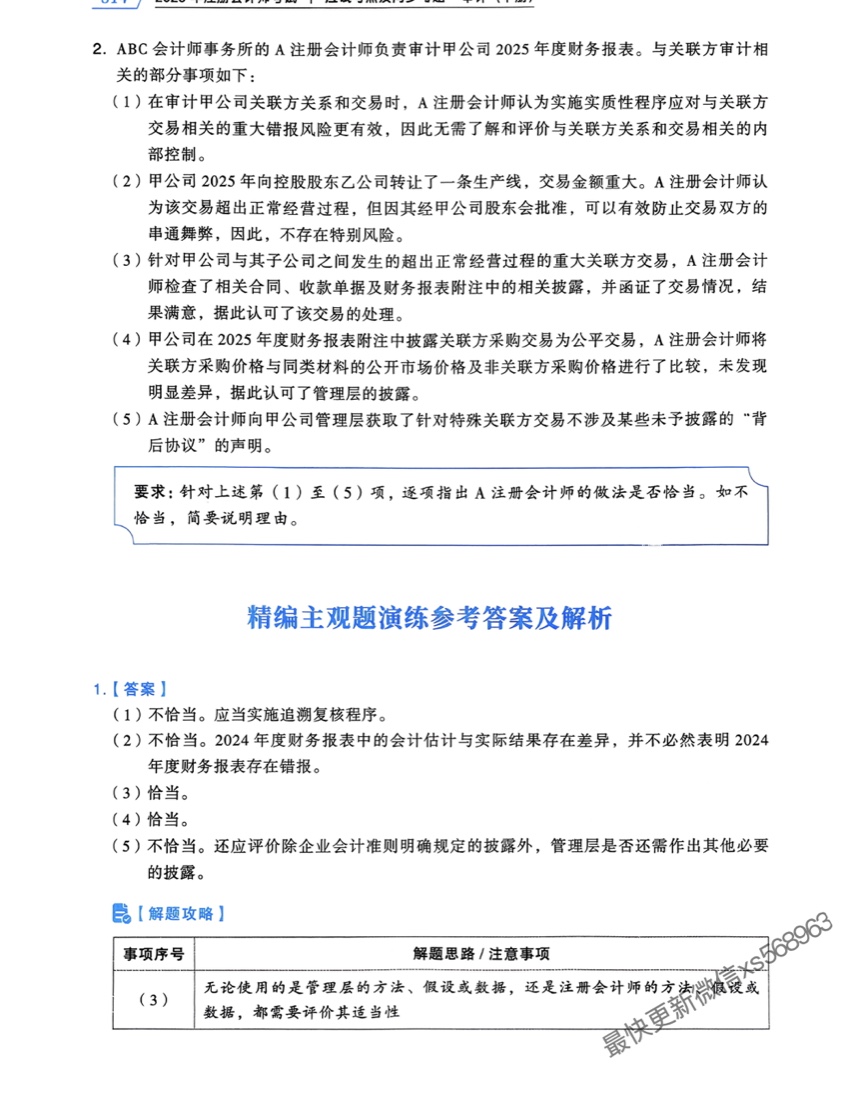 2. ABC 会计师事务所的 A 注册会计师负责审计甲公司 2025 年度财务报表。与关联方审计相
关的部分事项如下：
（1）在审计甲公司关联方关系和交易时，A 注册会计师认为实施实质性程序应对与关联方
交易相关的重大错报风险更有效，因此无需了解和评价与关联方关系和交易相关的内
部控制。
（2）甲公司 2025 年向控股股东乙公司转让了一条生产线，交易金额重大。A 注册会计师认
为该交易超出正常经营过程，但因其经甲公司股东会批准，可以有效防止交易双方的
串通舞弊，因此，不存在特别风险。
（3）针对甲公司与其子公司之间发生的超出正常经营过程的重大关联方交易，A 注册会计
师检查了相关合同、收款单据及财务报表附注中的相关披露，并函证了交易情况，结
果满意，据此认可了该交易的处理。
（4）甲公司在 2025 年度财务报表附注中披露关联方采购交易为公平交易，A 注册会计师将
关联方采购价格与同类材料的公开市场价格及非关联方采购价格进行了比较，未发现
明显差异，据此认可了管理层的披露。
（5）A 注册会计师向甲公司管理层获取了针对特殊关联方交易不涉及某些未予披露的“背
后协议”的声明。
要求：针对上述第（1）至（5）项，逐项指出 A 注册会计师的做法是否恰当。如不
恰当，简要说明理由。
精编主观题演练参考答案及解析
1.【答案】
（1）不恰当。应当实施追溯复核程序。
（2）不恰当。2024 年度财务报表中的会计估计与实际结果存在差异，并不必然表明 2024
年度财务报表存在错报。
（3）恰当。
（4）恰当。
（5）不恰当。还应评价除企业会计准则明确规定的披露外，管理层是否还需作出其他必要
的披露。
【解题攻略】
事项序号 解题思路 / 注意事项
（3） 无论使用的是管理层的方法、假设或数据，还是注册会计师的方法、假设或
数据，都需要评价其适当性
最快更新微信xs568963